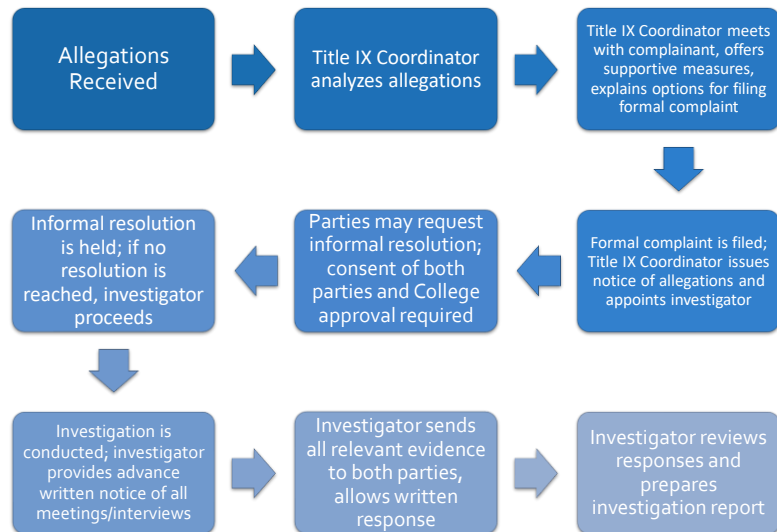 Allegations
Received
Title IX Coordinator
analyzes allegations
Title IX Coordinator meets
with complainant, offers
supportive measures,
explains options for filing
formal complaint
Formal complaint is filed;
Title IX Coordinator issues
notice of allegations and
appoints investigator
Parties may request
informal resolution;
consent of both
parties and College
approval required
Informal resolution
is held; if no
resolution is
reached, investigator
proceeds
Investigation is
conducted; investigator
provides advance
written notice of all
meetings/interviews
Investigator sends
all relevant evidence
to both parties,
allows written
response
Investigator reviews
responses and
prepares
investigation report